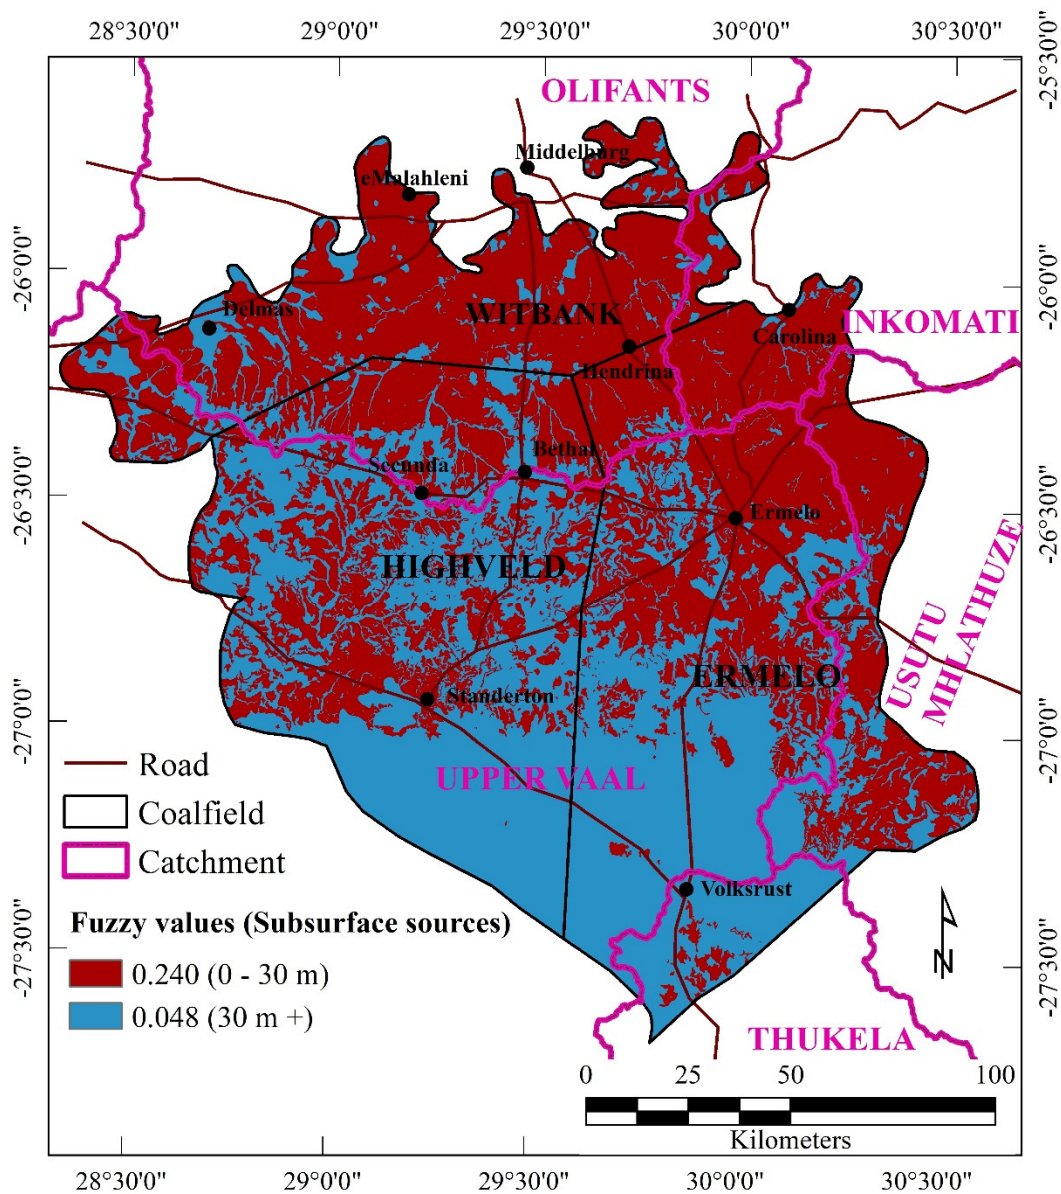 28°30'0" 29°0'0" 29°30'0" 30°0'0" 30°30'0"
-25°30'0"
OLIFANTS
Middelburg
eMalahleni
-26°0'0" -26°0'0"
Delmas
WITBANK
INKOMATI
Carolina
Hendrina
Bethal
Secunda
-26°30'0" -26°30'0"
Ermelo
HIGHVELD
USUTU
MHLATHUZE
ERMELO
Standerton
-27°0'0" -27°0'0"
Road
UPPER VAAL
Coalfield
Catchment
Volksrust
Fuzzy values (Subsurface sources)
N
-27°30'0" -27°30'0"
0.240 (0 - 30 m)
0.048 (30 m +)
THUKELA
0 25 50 100
Kilometers
28°30'0" 29°0'0" 29°30'0" 30°0'0" 30°30'0"